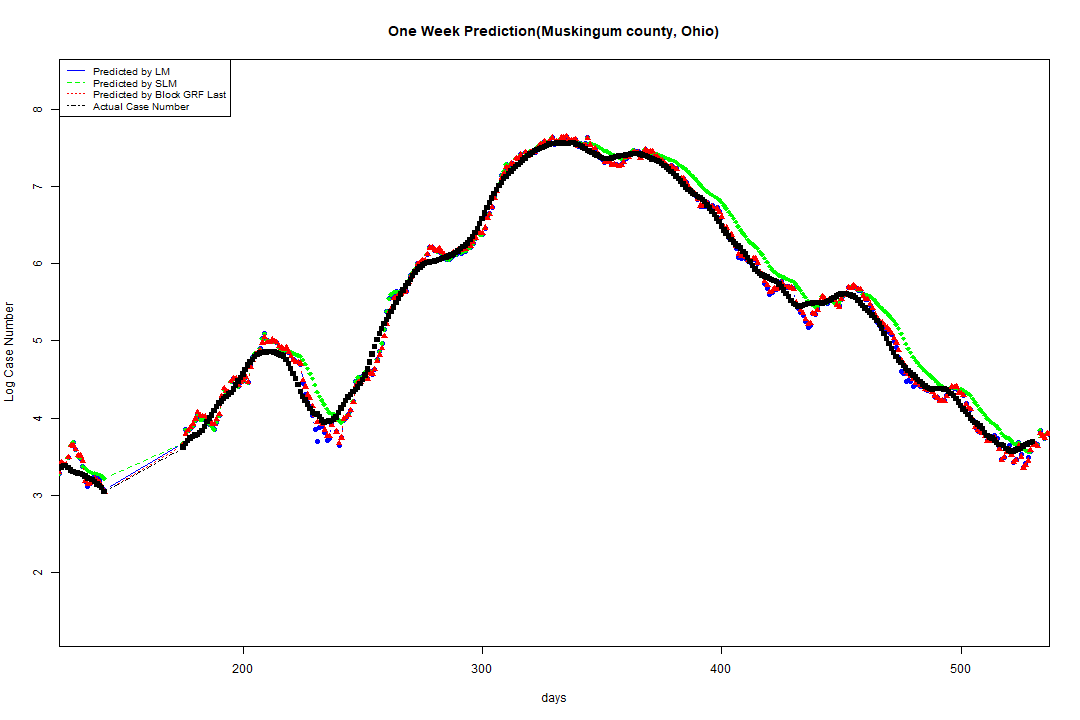 One Week Prediction(Muskingum county, Ohio)
Predicted by LM
Predicted by SLM
Predicted by Block GRF Last
Actual Case Number
8
7
6
5
4
3
2
Log Case Number
200 300 400 500
days